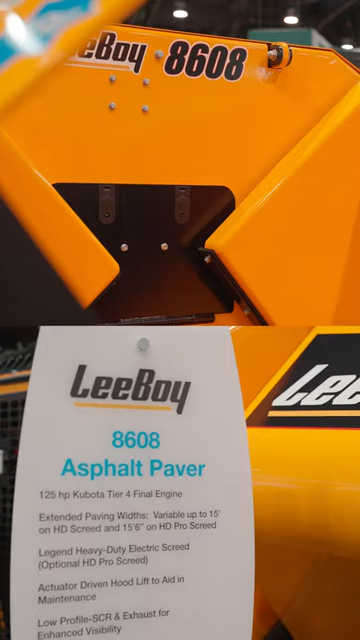 LeeBoy 8608
LeeBoy
8608
Asphalt Paver
125 hp Kubota Tier 4 Final Engine
Extended Paving Widths: Variable up to 15'
on HD Screed and 15'6" on HD Pro Screed
Legend Heavy-Duty Electric Screed
(Optional HD Pro Screed)
Actuator Driven Hood Lift to Aid in
Maintenance
Low Profile-SCR & Exhaust for
Enhanced Visibility
Lee